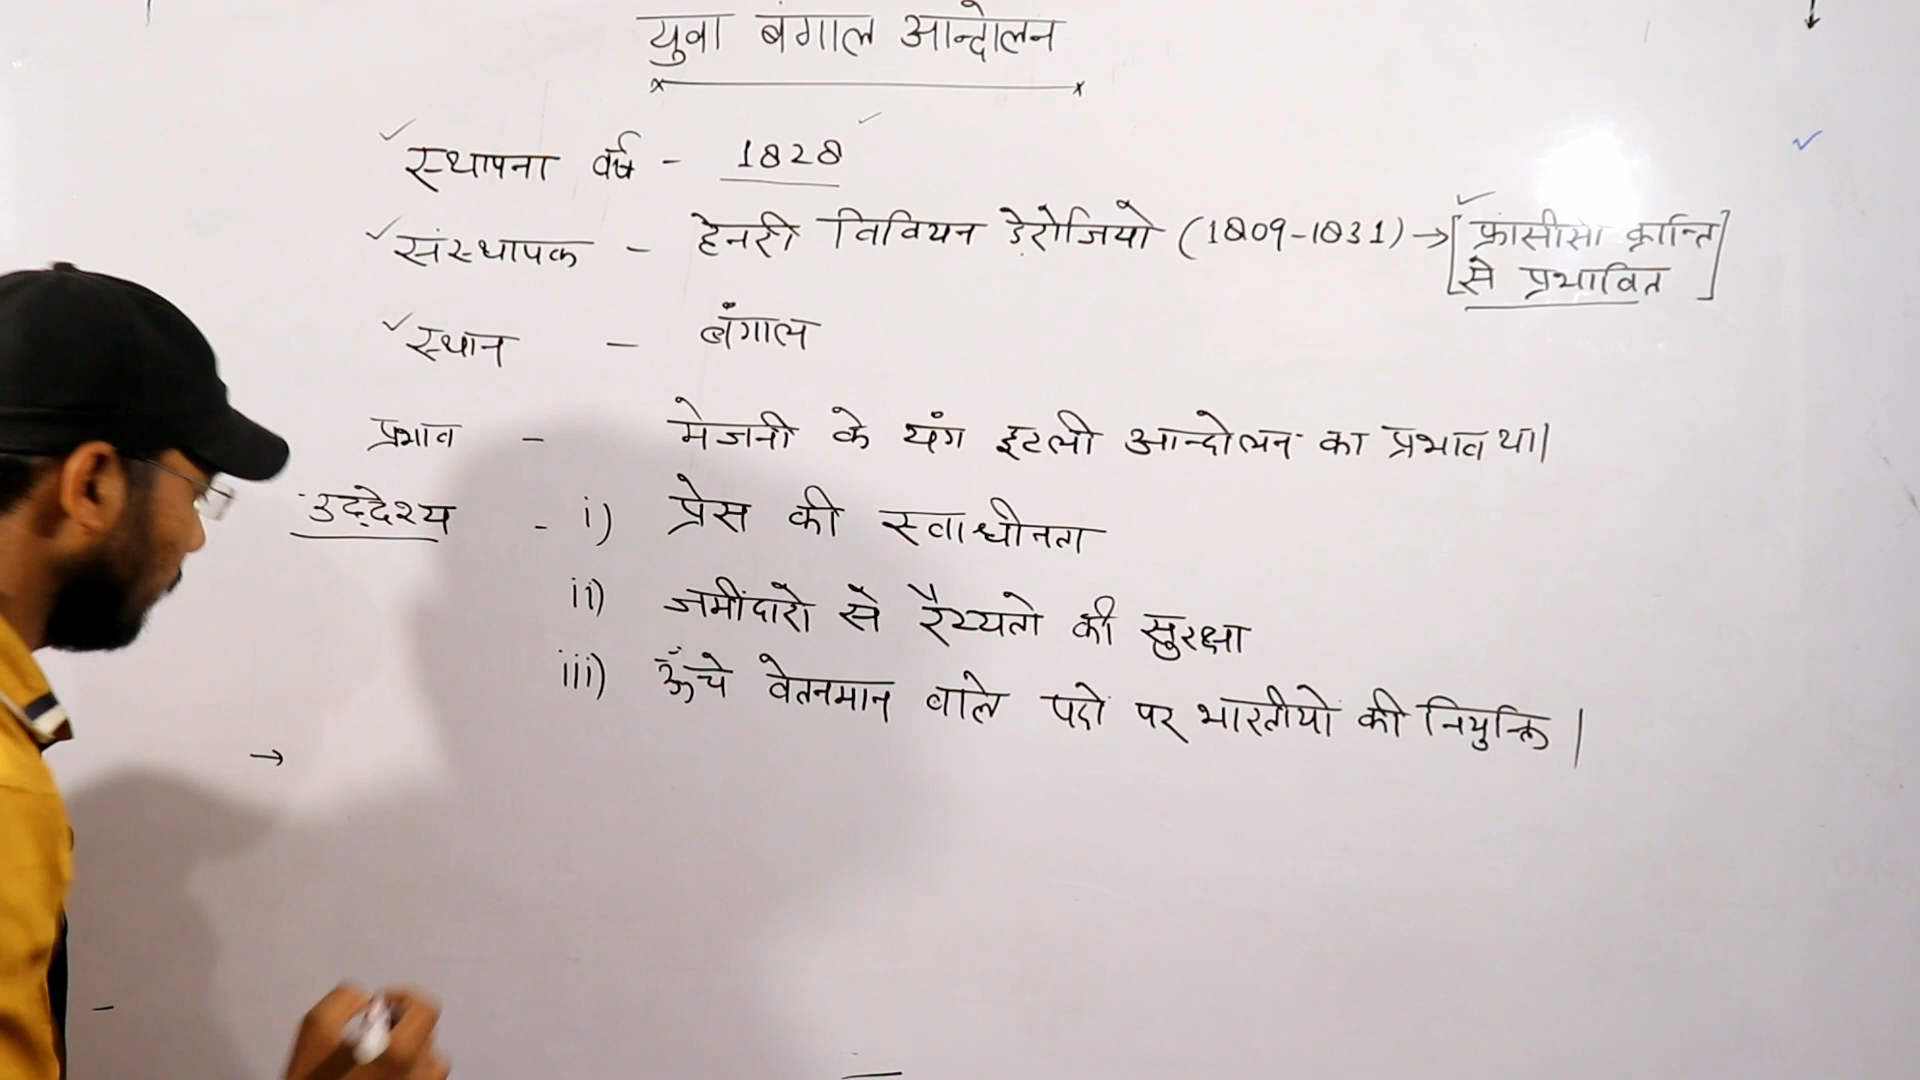 युवा बंगाल आन्दोलन
स्थापना वर्ष - 1828
संस्थापक - हेनरी विवियन डेरोजियो (1809-1831) → [फ्रांसीसी क्रान्ति
से प्रभावित]
स्थान - बंगाल
प्रभाव - मेजनी के यंग इटली आन्दोलन का प्रभाव था।
उद्देश्य - i) प्रेस की स्वाधीनता
ii) जमींदारो से रैय्यतो की सुरक्षा
iii) ऊँचे वेतनमान वाले पदो पर भारतीयो की नियुक्ति।
→